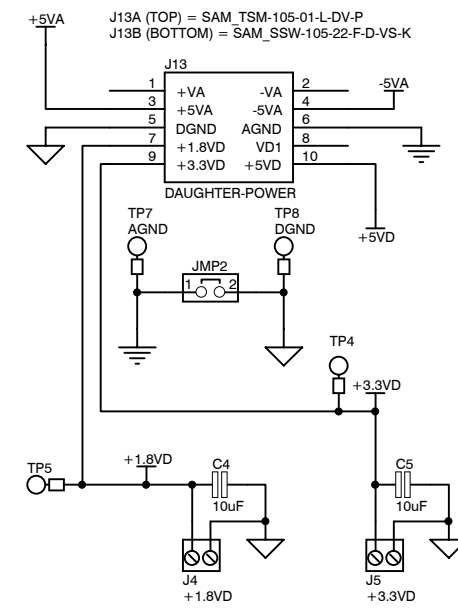 +5VA
J13A (TOP) = SAM_TSM-105-01-L-DV-P
J13B (BOTTOM) = SAM_SSW-105-22-F-D-VS-K
J13
1 +VA -VA 2
3 +5VA -5VA 4
-5VA
5 DGND AGND 6
7 +1.8VD VD1 8
9 +3.3VD +5VD 10
DAUGHTER-POWER
+5VD
TP7
AGND
TP8
DGND
JMP2
1 2
TP4
+3.3VD
TP5
+1.8VD
C4
10uF
C5
10uF
J4
+1.8VD
J5
+3.3VD